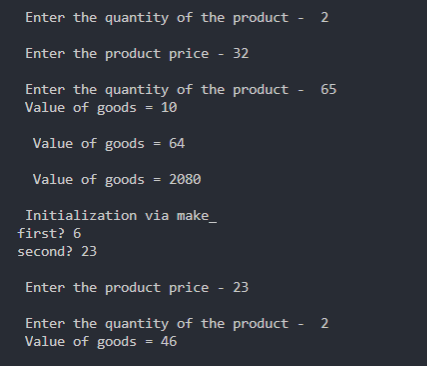 Enter the quantity of the product -  2
Enter the product price - 32
Enter the quantity of the product -  65
Value of goods = 10
Value of goods = 64
Value of goods = 2080
Initialization via make_
first? 6
second? 23
Enter the product price - 23
Enter the quantity of the product -  2
Value of goods = 46